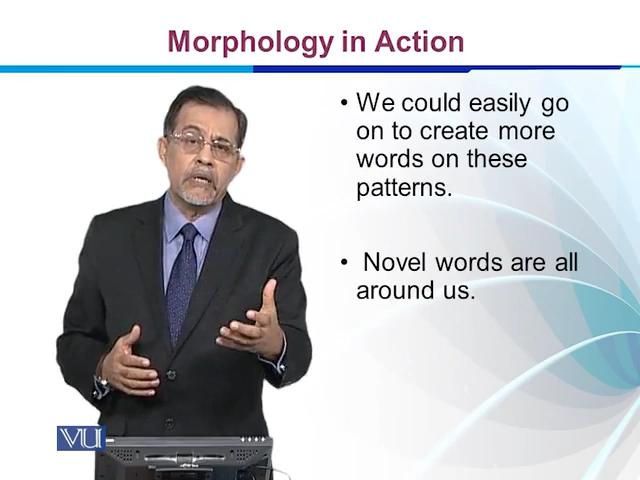 Morphology in Action
• We could easily go
on to create more
words on these
patterns.
• Novel words are all
around us.
VU